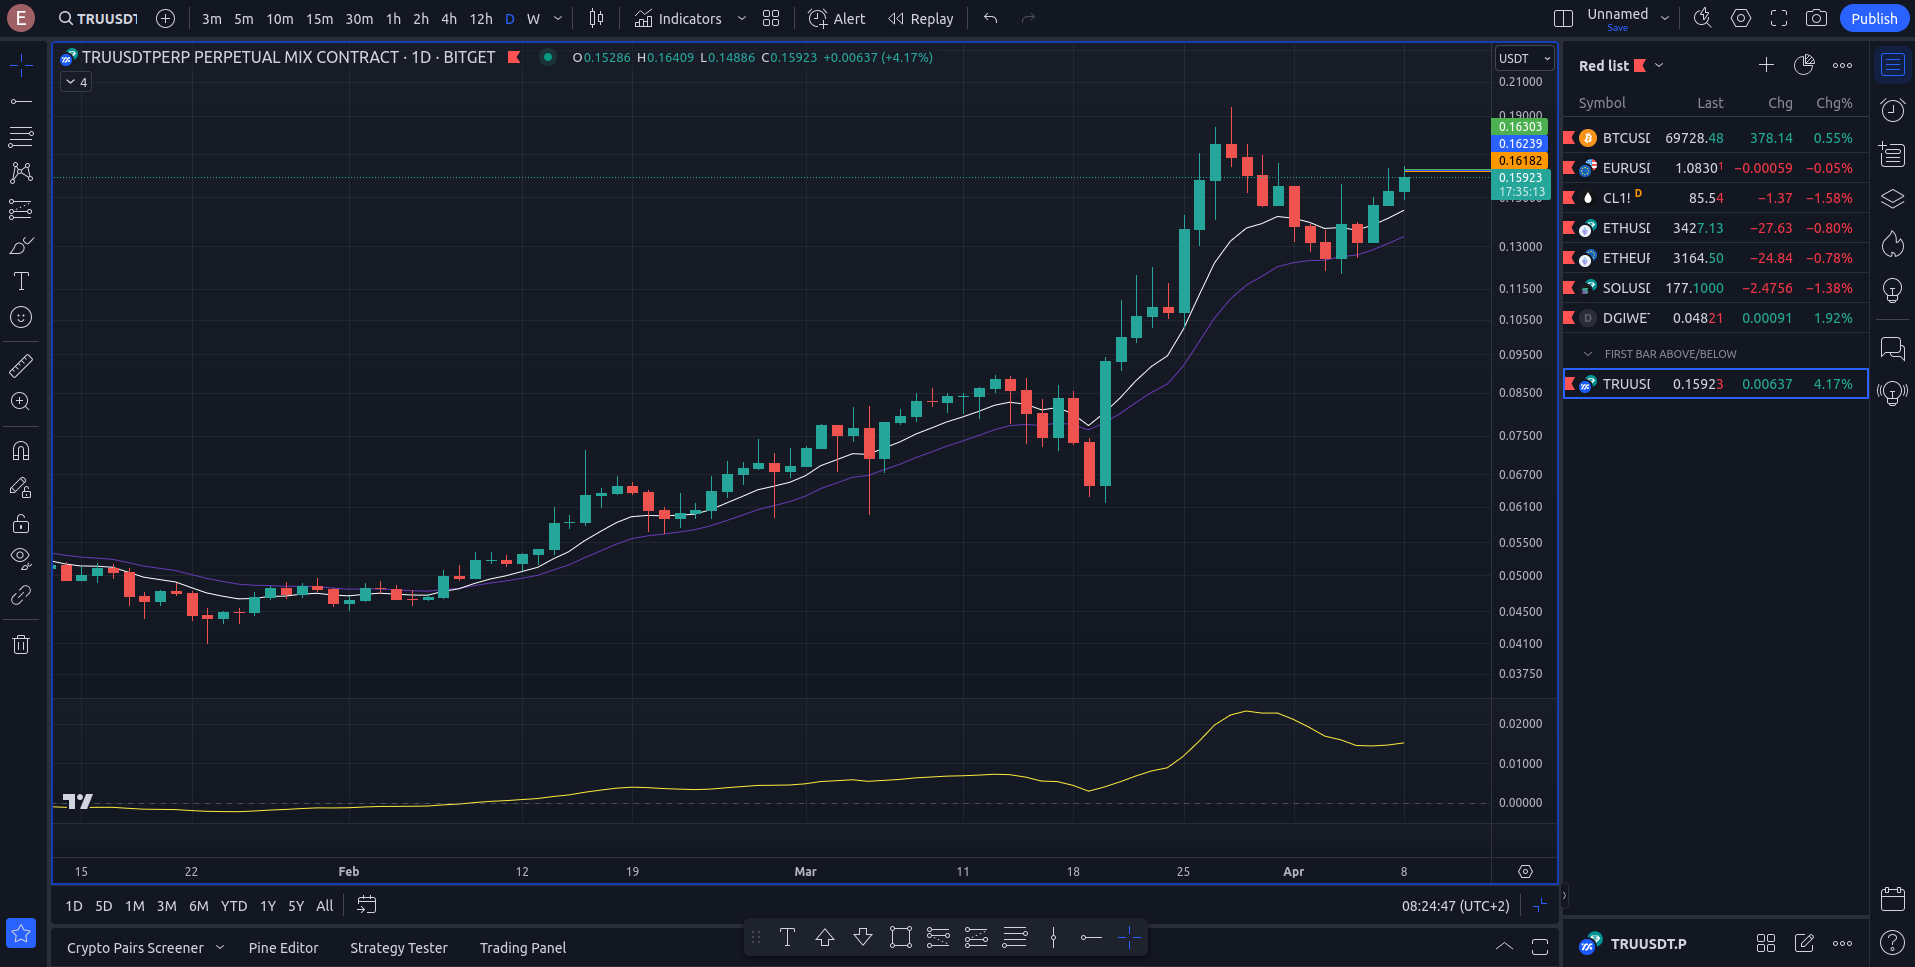 E TRUUSDT 3m 5m 10m 15m 30m 1h 2h 4h 12h D W Indicators Alert Replay Unnamed Save Publish
TRUUSDTPERP PERPETUAL MIX CONTRACT · 1D · BITGET O0.15286 H0.16409 L0.14886 C0.15923 +0.00637 (+4.17%)
4
USDT
0.21000
0.19000
0.16303
0.16239
0.16182
0.15923
17:35:13
0.13000
0.11500
0.10500
0.09500
0.08500
0.07500
0.06700
0.06100
0.05500
0.05000
0.04500
0.04100
0.03750
0.02000
0.01000
0.00000
15 22 Feb 12 19 Mar 11 18 25 Apr 8
1D 5D 1M 3M 6M YTD 1Y 5Y All 08:24:47 (UTC+2)
Crypto Pairs Screener Pine Editor Strategy Tester Trading Panel
Red list
Symbol Last Chg Chg%
BTCUSD 69728.48 378.14 0.55%
EURUSD 1.08301 −0.00059 −0.05%
CL1! D 85.54 −1.37 −1.58%
ETHUSD 3427.13 −27.63 −0.80%
ETHEUR 3164.50 −24.84 −0.78%
SOLUSD 177.1000 −2.4756 −1.38%
D DGIWET 0.04821 0.00091 1.92%
FIRST BAR ABOVE/BELOW
TRUUSD 0.15923 0.00637 4.17%
TRUUSDT.P